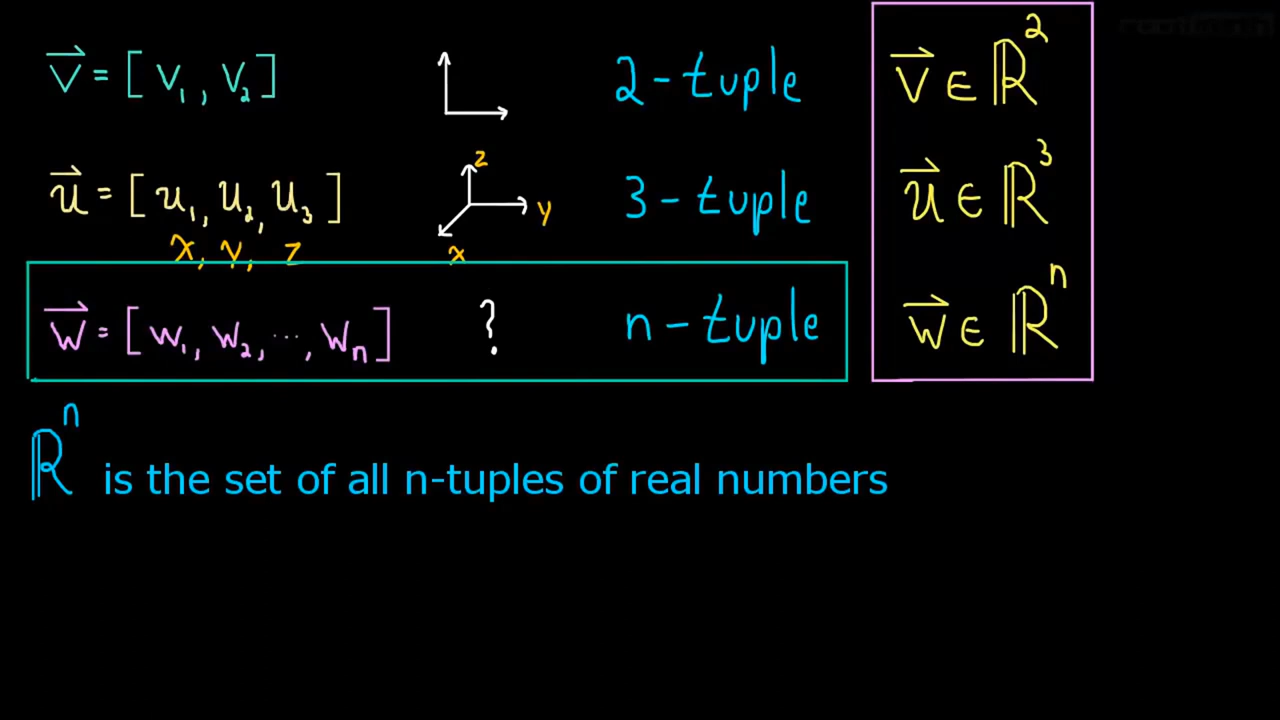 v⃗ = [ v₁, v₂ ] 2-tuple v⃗ ∈ ℝ²
z
u⃗ = [ u₁, u₂, u₃ ] y 3-tuple u⃗ ∈ ℝ³
x, y, z x
w⃗ = [ w₁, w₂, ⋯, wₙ ] ? n-tuple w⃗ ∈ ℝⁿ
ℝⁿ is the set of all n-tuples of real numbers